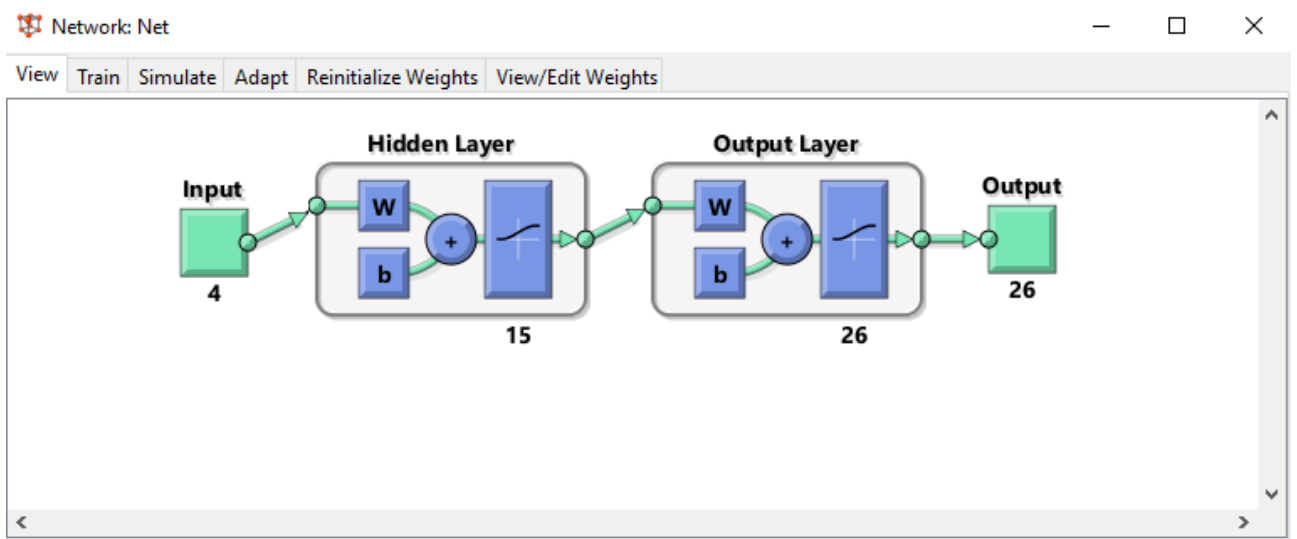 Network: Net
View Train Simulate Adapt Reinitialize Weights View/Edit Weights
Hidden Layer
Output Layer
Input
Output
W
b
+
W
b
+
4
15
26
26